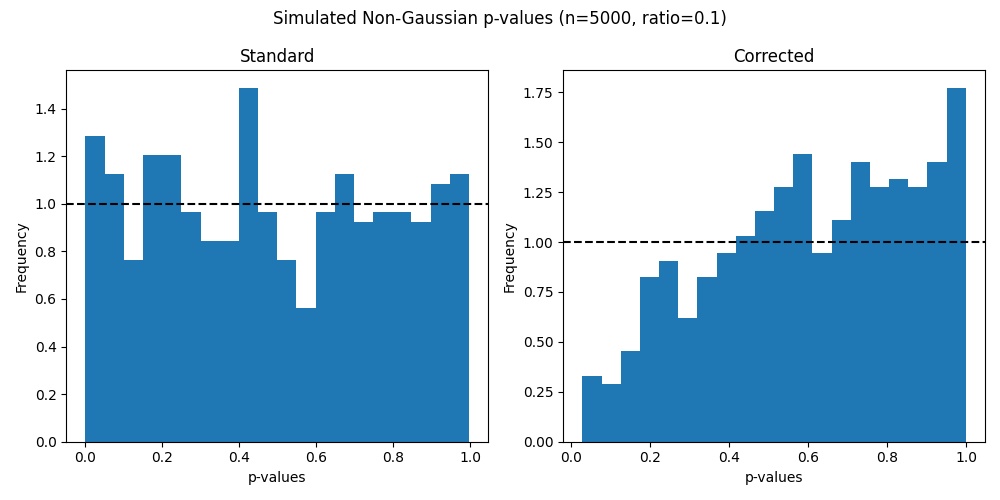 Simulated Non-Gaussian p-values (n=5000, ratio=0.1)
Standard
Frequency
1.4
1.2
1.0
0.8
0.6
0.4
0.2
0.0
0.0 0.2 0.4 0.6 0.8 1.0
p-values
Corrected
Frequency
1.75
1.50
1.25
1.00
0.75
0.50
0.25
0.00
0.0 0.2 0.4 0.6 0.8 1.0
p-values